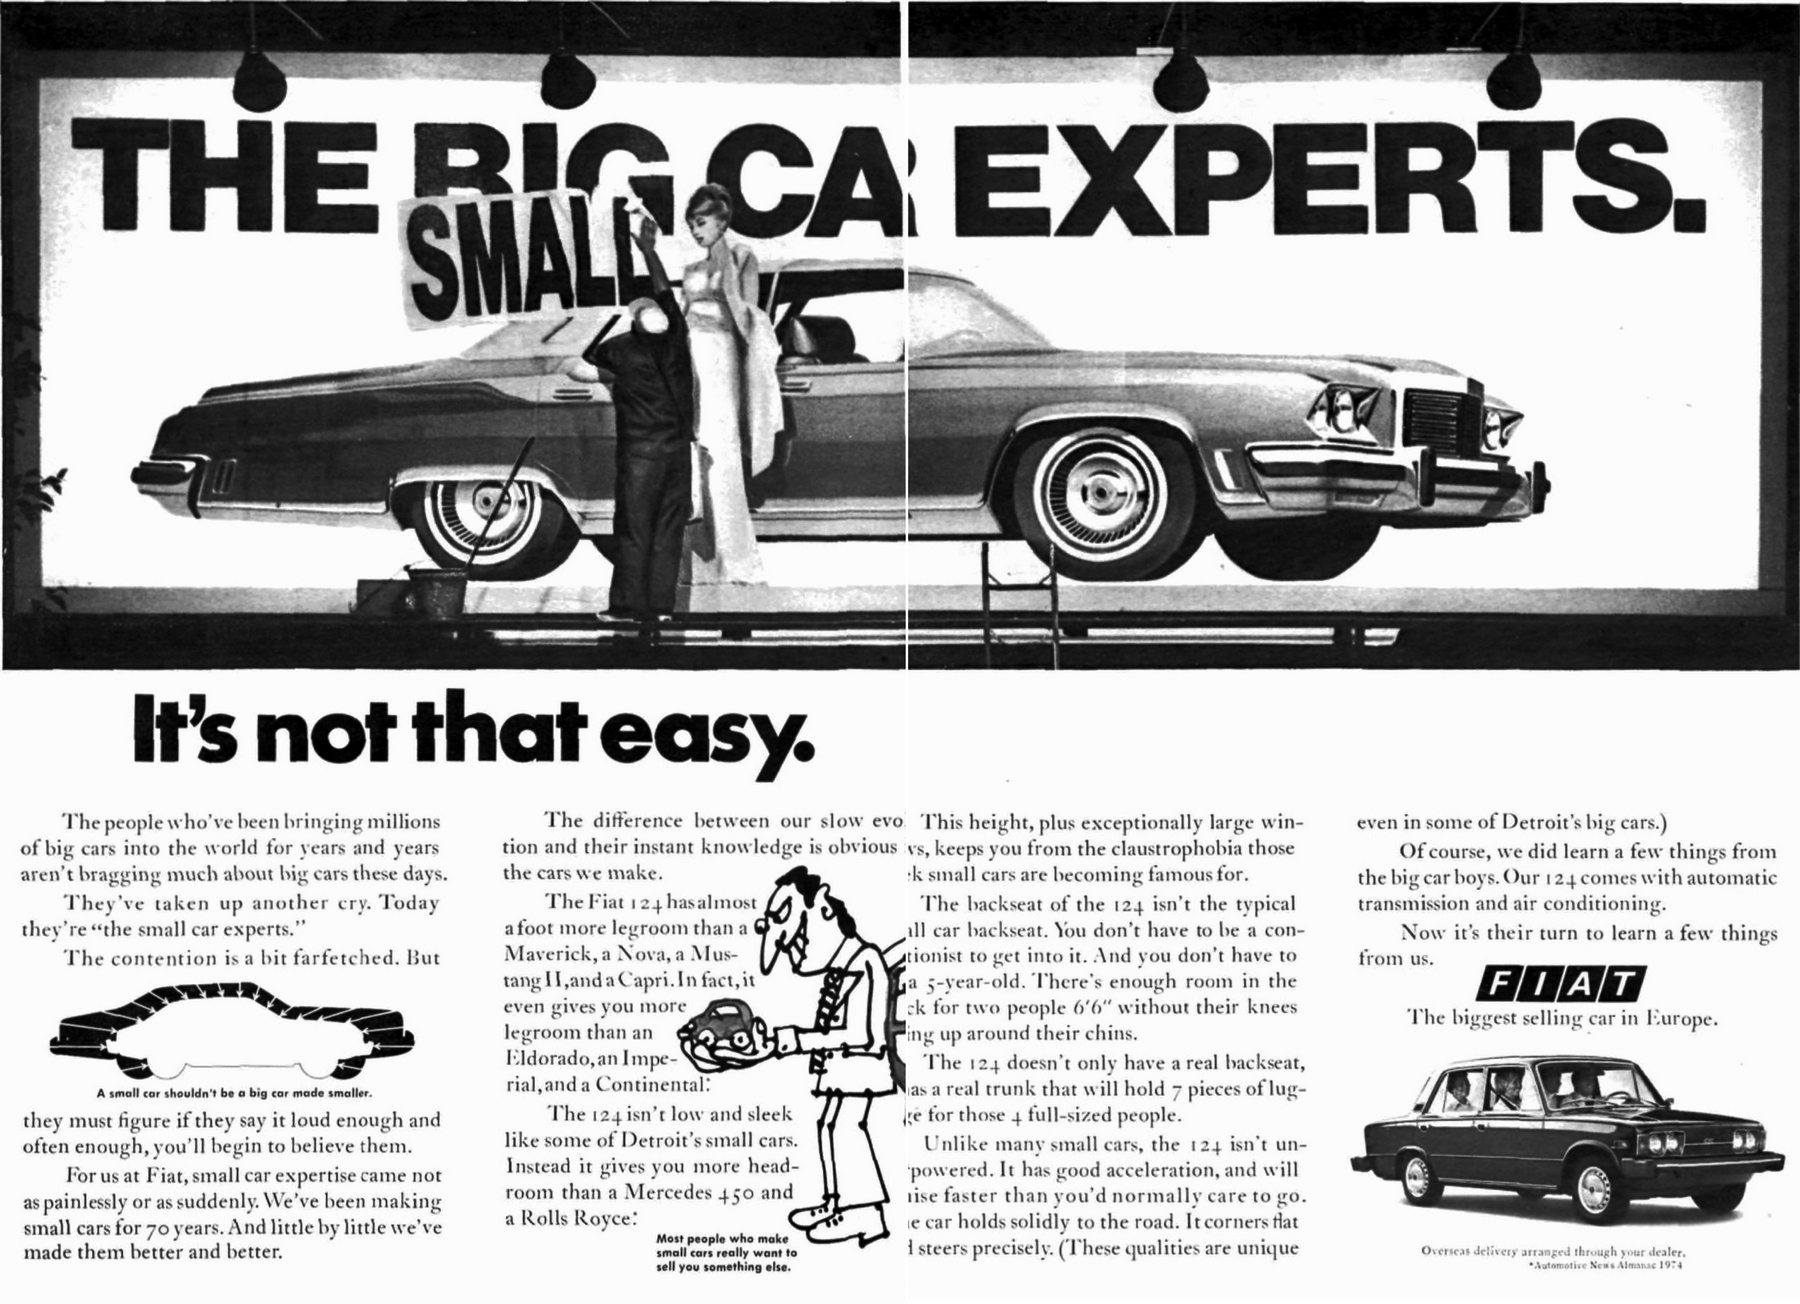 THE BIG CAR EXPERTS.
SMALL
It's not that easy.
The people who've been bringing millions
of big cars into the world for years and years
aren't bragging much about big cars these days.
They've taken up another cry. Today
they're "the small car experts."
The contention is a bit farfetched. But
A small car shouldn't be a big car made smaller.
they must figure if they say it loud enough and
often enough, you'll begin to believe them.
For us at Fiat, small car expertise came not
as painlessly or as suddenly. We've been making
small cars for 70 years. And little by little we've
made them better and better.
The difference between our slow evo
tion and their instant knowledge is obvious
the cars we make.
The Fiat 124 has almost
a foot more legroom than a
Maverick, a Nova, a Mus-
tang II, and a Capri. In fact, it
even gives you more
legroom than an
Eldorado, an Impe-
rial, and a Continental.*
The 124 isn't low and sleek
like some of Detroit's small cars.
Instead it gives you more head-
room than a Mercedes 450 and
a Rolls Royce.*
Most people who make
small cars really want to
sell you something else.
This height, plus exceptionally large win-
vs, keeps you from the claustrophobia those
k small cars are becoming famous for.
The backseat of the 124 isn't the typical
all car backseat. You don't have to be a con-
tionist to get into it. And you don't have to
a 5-year-old. There's enough room in the
ck for two people 6'6" without their knees
ing up around their chins.
The 124 doesn't only have a real backseat,
as a real trunk that will hold 7 pieces of lug-
ge for those 4 full-sized people.
Unlike many small cars, the 124 isn't un-
powered. It has good acceleration, and will
ise faster than you'd normally care to go.
e car holds solidly to the road. It corners flat
d steers precisely. (These qualities are unique
even in some of Detroit's big cars.)
Of course, we did learn a few things from
the big car boys. Our 124 comes with automatic
transmission and air conditioning.
Now it's their turn to learn a few things
from us.
FIAT
The biggest selling car in Europe.
Overseas delivery arranged through your dealer.
*Automotive News Almanac 1974